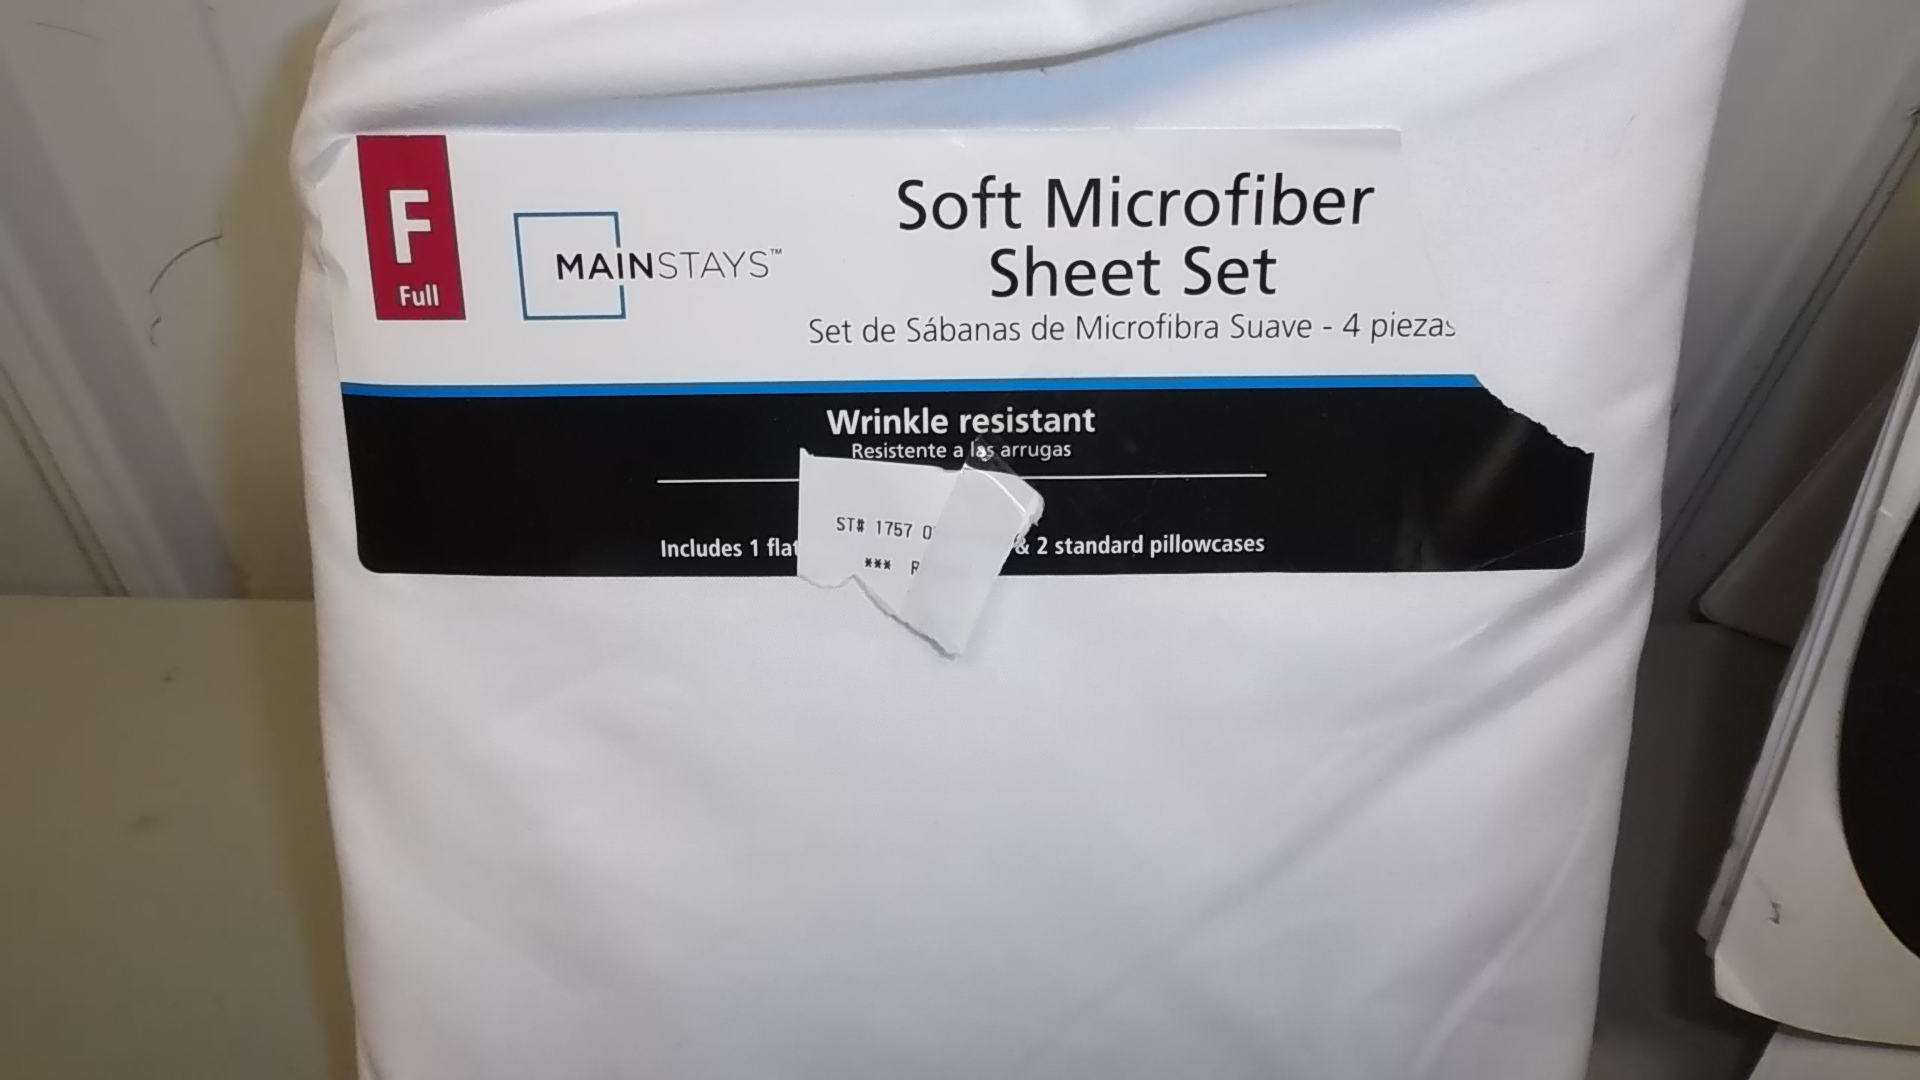 F
Full
MAINSTAYS™
Soft Microfiber
Sheet Set
Set de Sábanas de Microfibra Suave - 4 piezas
Wrinkle resistant
Resistente a las arrugas
ST# 1757
***
Includes 1 & 2 standard pillowcases